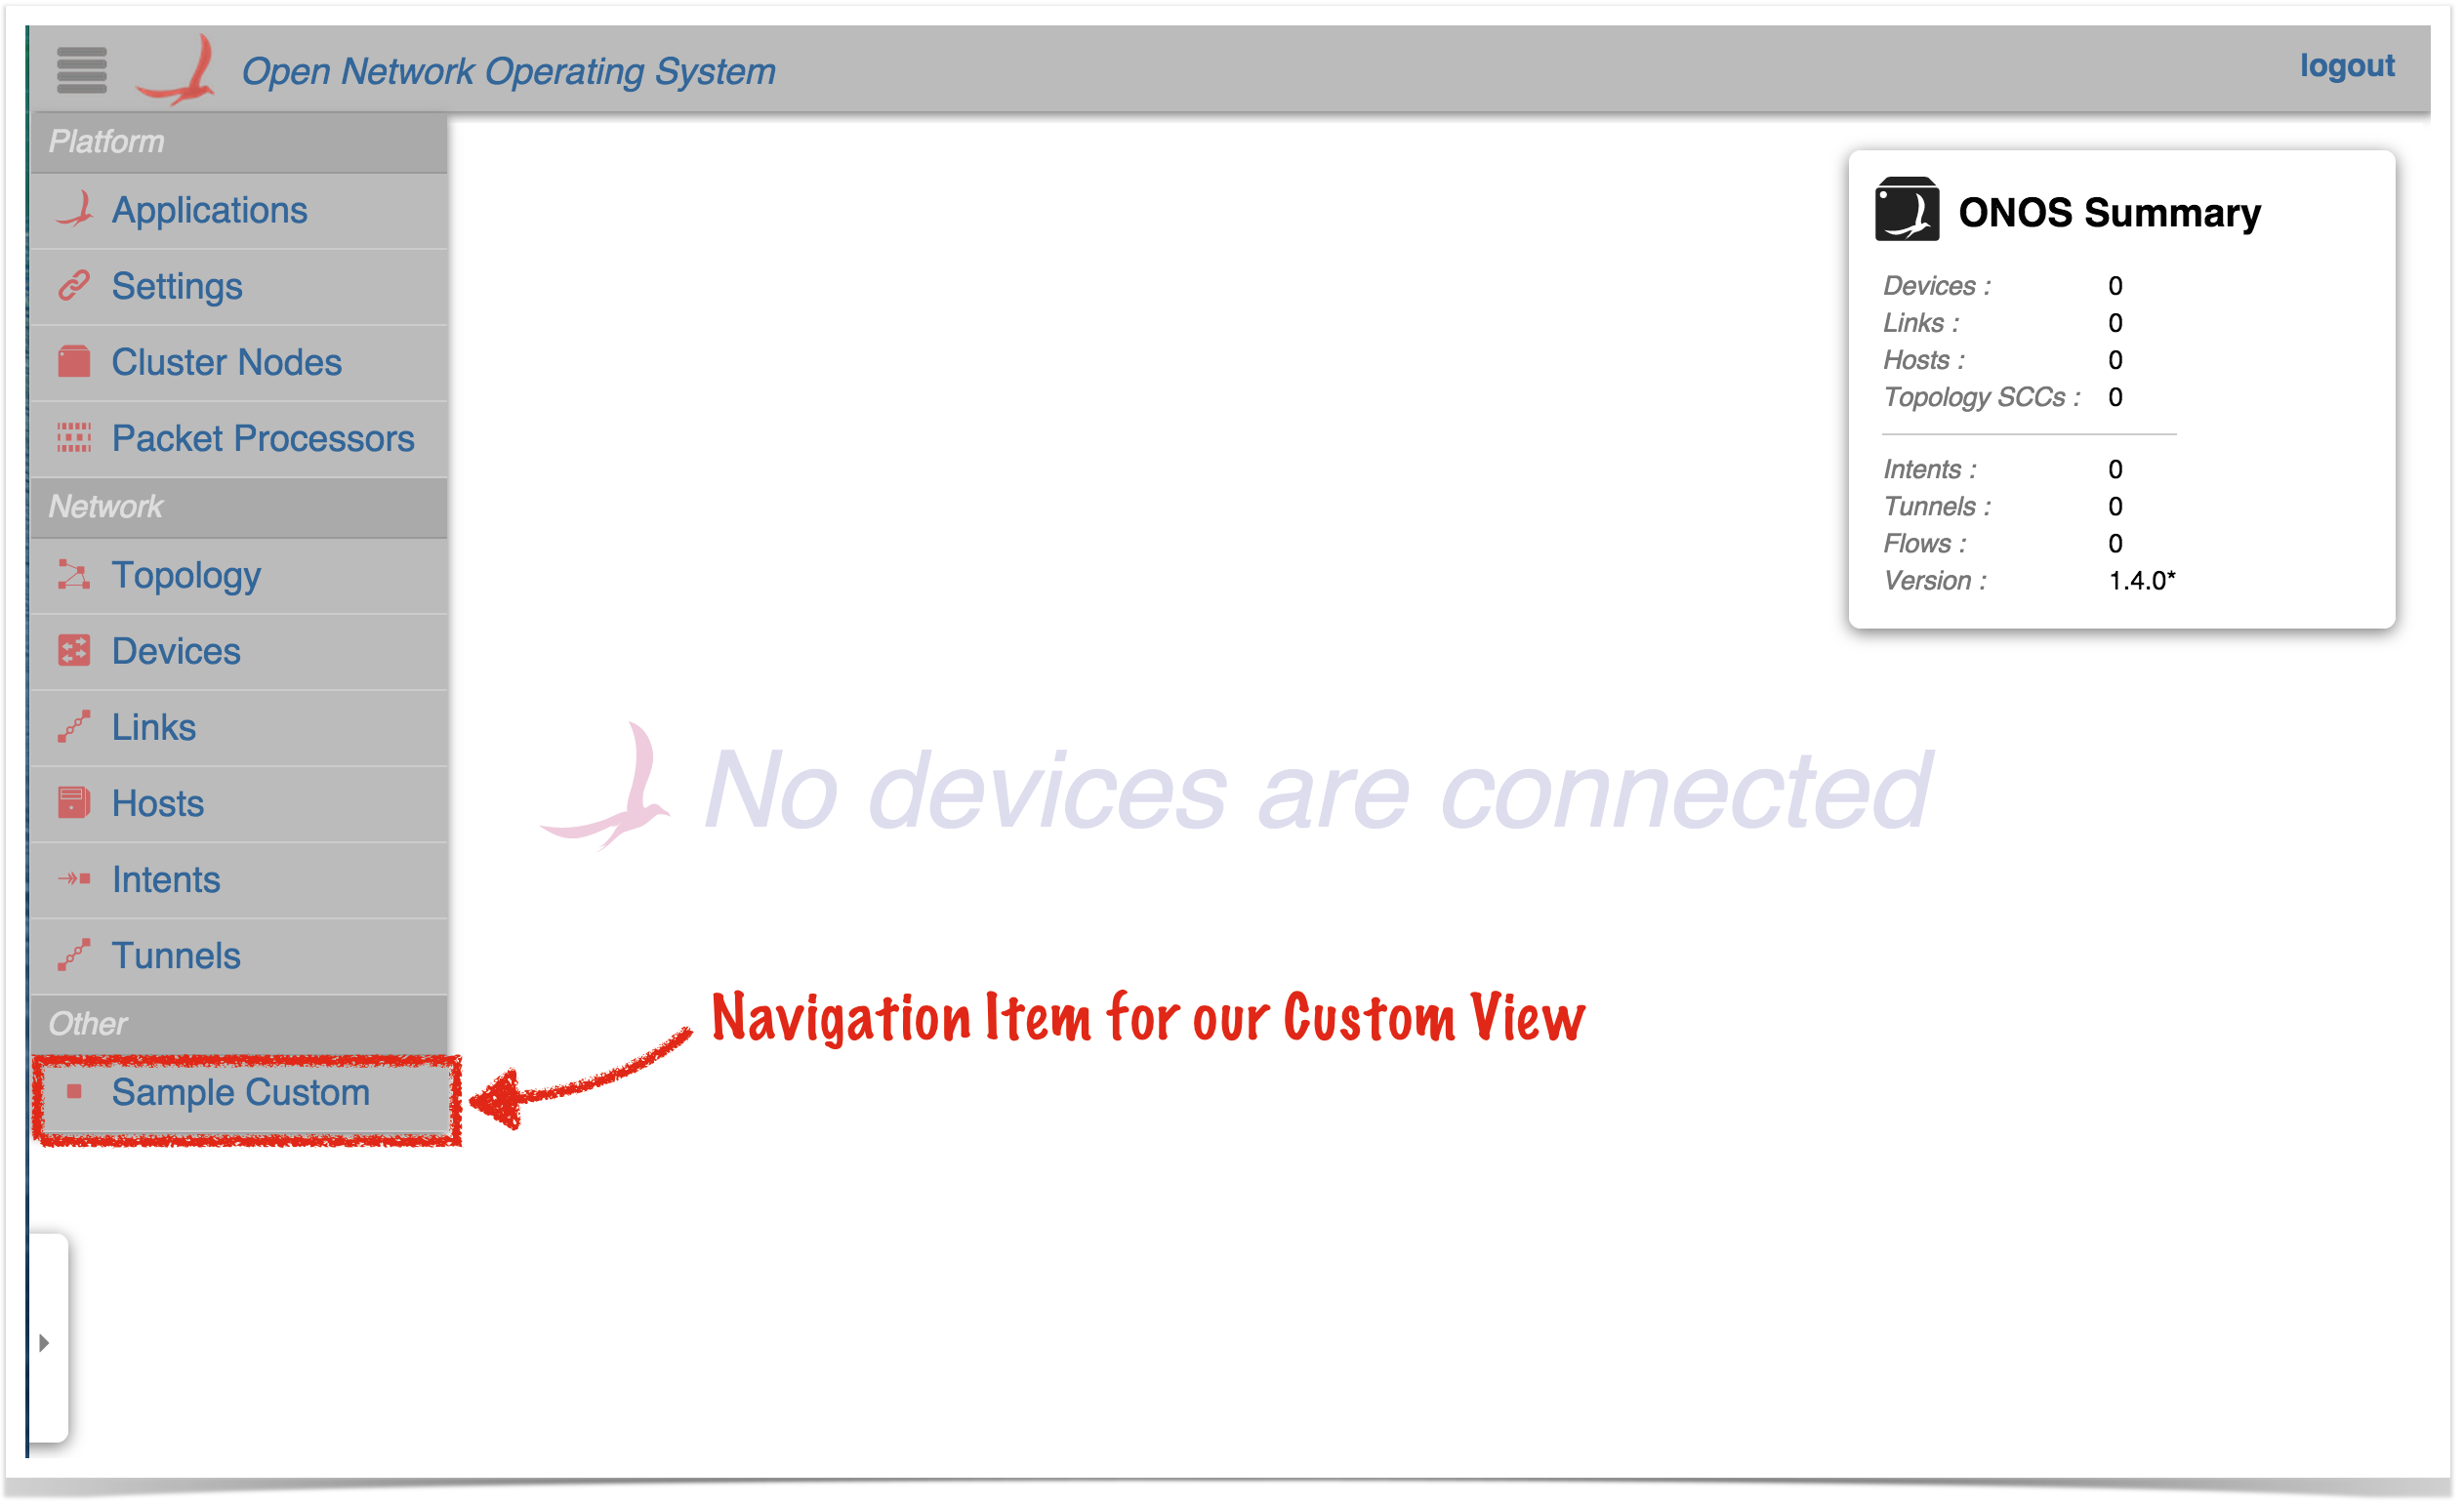 Open Network Operating System
logout
Platform
Applications
Settings
Cluster Nodes
Packet Processors
Network
Topology
Devices
Links
Hosts
Intents
Tunnels
Other
Sample Custom
ONOS Summary
Devices : 0
Links : 0
Hosts : 0
Topology SCCs : 0
Intents : 0
Tunnels : 0
Flows : 0
Version : 1.4.0*
No devices are connected
Navigation Item for our Custom View